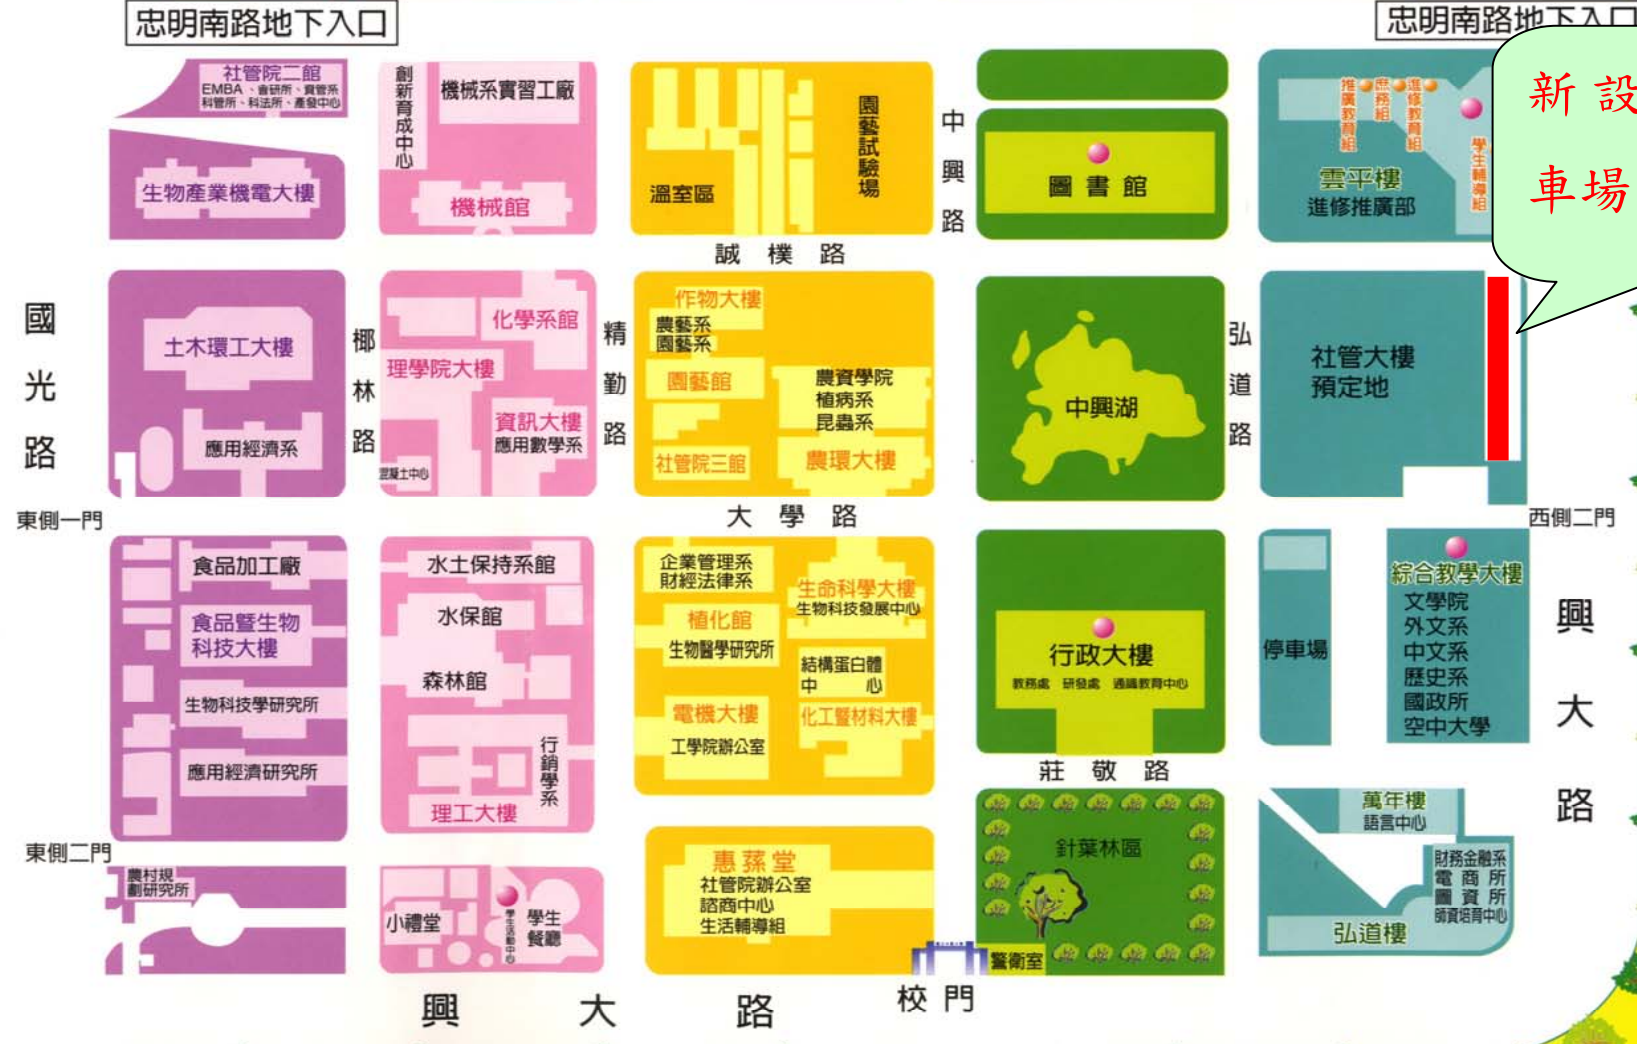 忠明南路地下入口
忠明南路地下入口
新設
車場
社管院二館
EMBA、會研所、資管系
科管所、科法所、產發中心
生物產業機電大樓
創新育成中心
機械系實習工廠
機械館
溫室區
園藝試驗場
中興路
圖書館
推廣教育組
庶務組
進修教育組
學生輔導組
雲平樓
進修推廣部
誠樸路
國光路
土木環工大樓
應用經濟系
椰林路
化學系館
理學院大樓
資訊大樓
應用數學系
混凝土中心
精勤路
作物大樓
農藝系
園藝系
園藝館
農資學院
植病系
昆蟲系
社管院三館
農環大樓
中興湖
弘道路
社管大樓
預定地
大學路
東側一門
西側二門
食品加工廠
食品暨生物
科技大樓
生物科技學研究所
應用經濟研究所
水土保持系館
水保館
森林館
行銷學系
理工大樓
企業管理系
財經法律系
生命科學大樓
生物科技發展中心
植化館
生物醫學研究所
結構蛋白體
中心
電機大樓
工學院辦公室
化工暨材料大樓
行政大樓
教務處 研發處 通識教育中心
停車場
綜合教學大樓
文學院
外文系
中文系
歷史系
國政所
空中大學
興大路
莊敬路
東側二門
農村規
劃研究所
小禮堂
學生活動中心
學生
餐廳
惠蓀堂
社管院辦公室
諮商中心
生活輔導組
針葉林區
警衛室
萬年樓
語言中心
財務金融系
電商所
圖資所
師資培育中心
弘道樓
興大路
校門